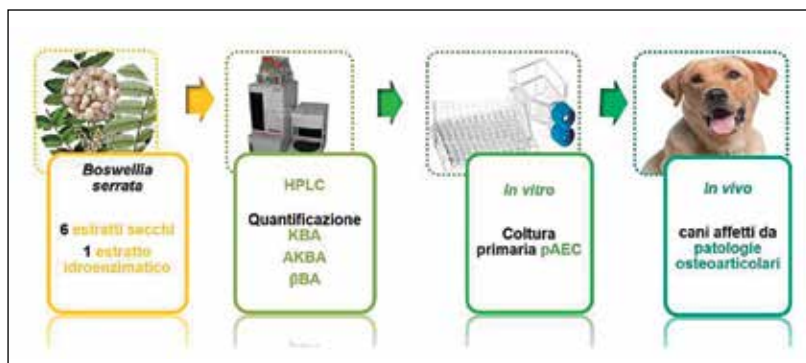 Boswellia
serrata
6 estratti secchi
1 estratto
idroenzimatico
HPLC
Quantificazione
KBA
AKBA
βBA
In vitro
Coltura
primaria pAEC
In vivo
cani affetti da
patologie
osteoarticolari